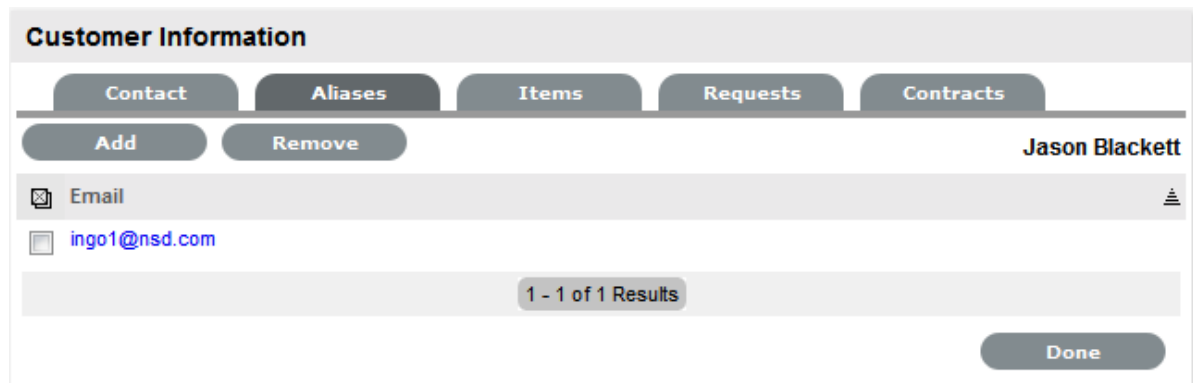 Customer Information
Contact Aliases Items Requests Contracts
Add Remove Jason Blackett
Email
ingo1@nsd.com
1 - 1 of 1 Results
Done